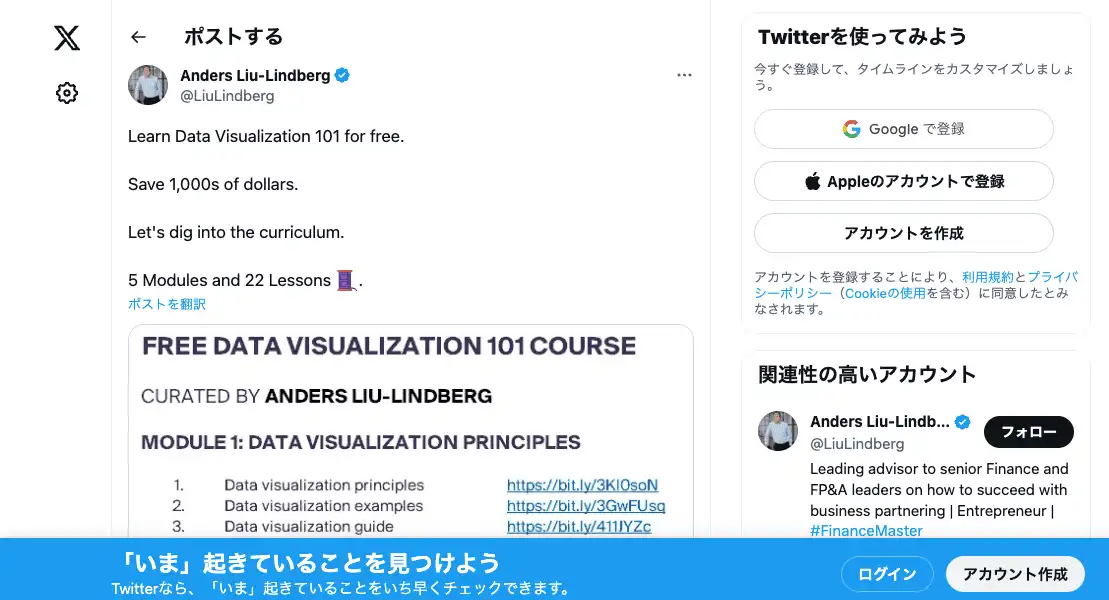 ポストする
Anders Liu-Lindberg
@LiuLindberg
Learn Data Visualization 101 for free.
Save 1,000s of dollars.
Let's dig into the curriculum.
5 Modules and 22 Lessons 🧵.
ポストを翻訳
FREE DATA VISUALIZATION 101 COURSE
CURATED BY ANDERS LIU-LINDBERG
MODULE 1: DATA VISUALIZATION PRINCIPLES
1. Data visualization principles https://bit.ly/3Kl0soN
2. Data visualization examples https://bit.ly/3GwFUsq
3. Data visualization guide https://bit.ly/411JYZc
Twitterを使ってみよう
今すぐ登録して、タイムラインをカスタマイズしましょ
う。
Google で登録
Appleのアカウントで登録
アカウントを作成
アカウントを登録することにより、利用規約とプライバ
シーポリシー（Cookieの使用を含む）に同意したとみ
なされます。
関連性の高いアカウント
Anders Liu-Lindb...
@LiuLindberg
フォロー
Leading advisor to senior Finance and
FP&A leaders on how to succeed with
business partnering | Entrepreneur |
#FinanceMaster
「いま」起きていることを見つけよう
Twitterなら、「いま」起きていることをいち早くチェックできます。
ログイン
アカウント作成